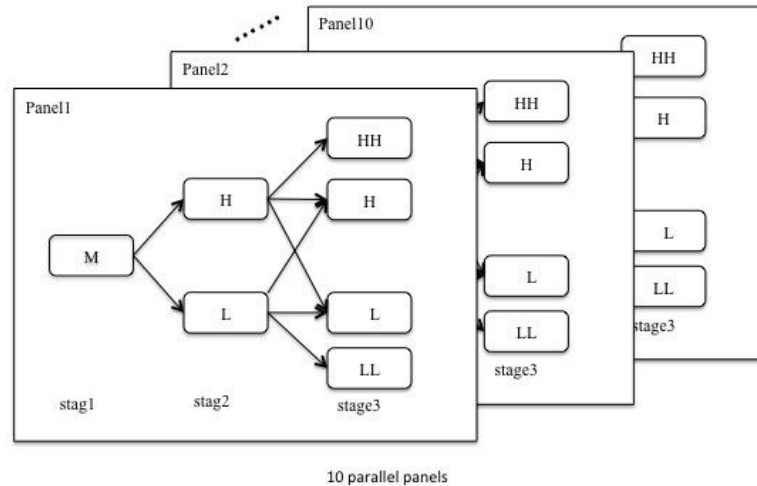 Panel10
HH
H
L
LL
stage3
Panel2
HH
H
L
LL
stage3
Panel1
M
H
L
HH
H
L
LL
stag1
stag2
stage3
10 parallel panels